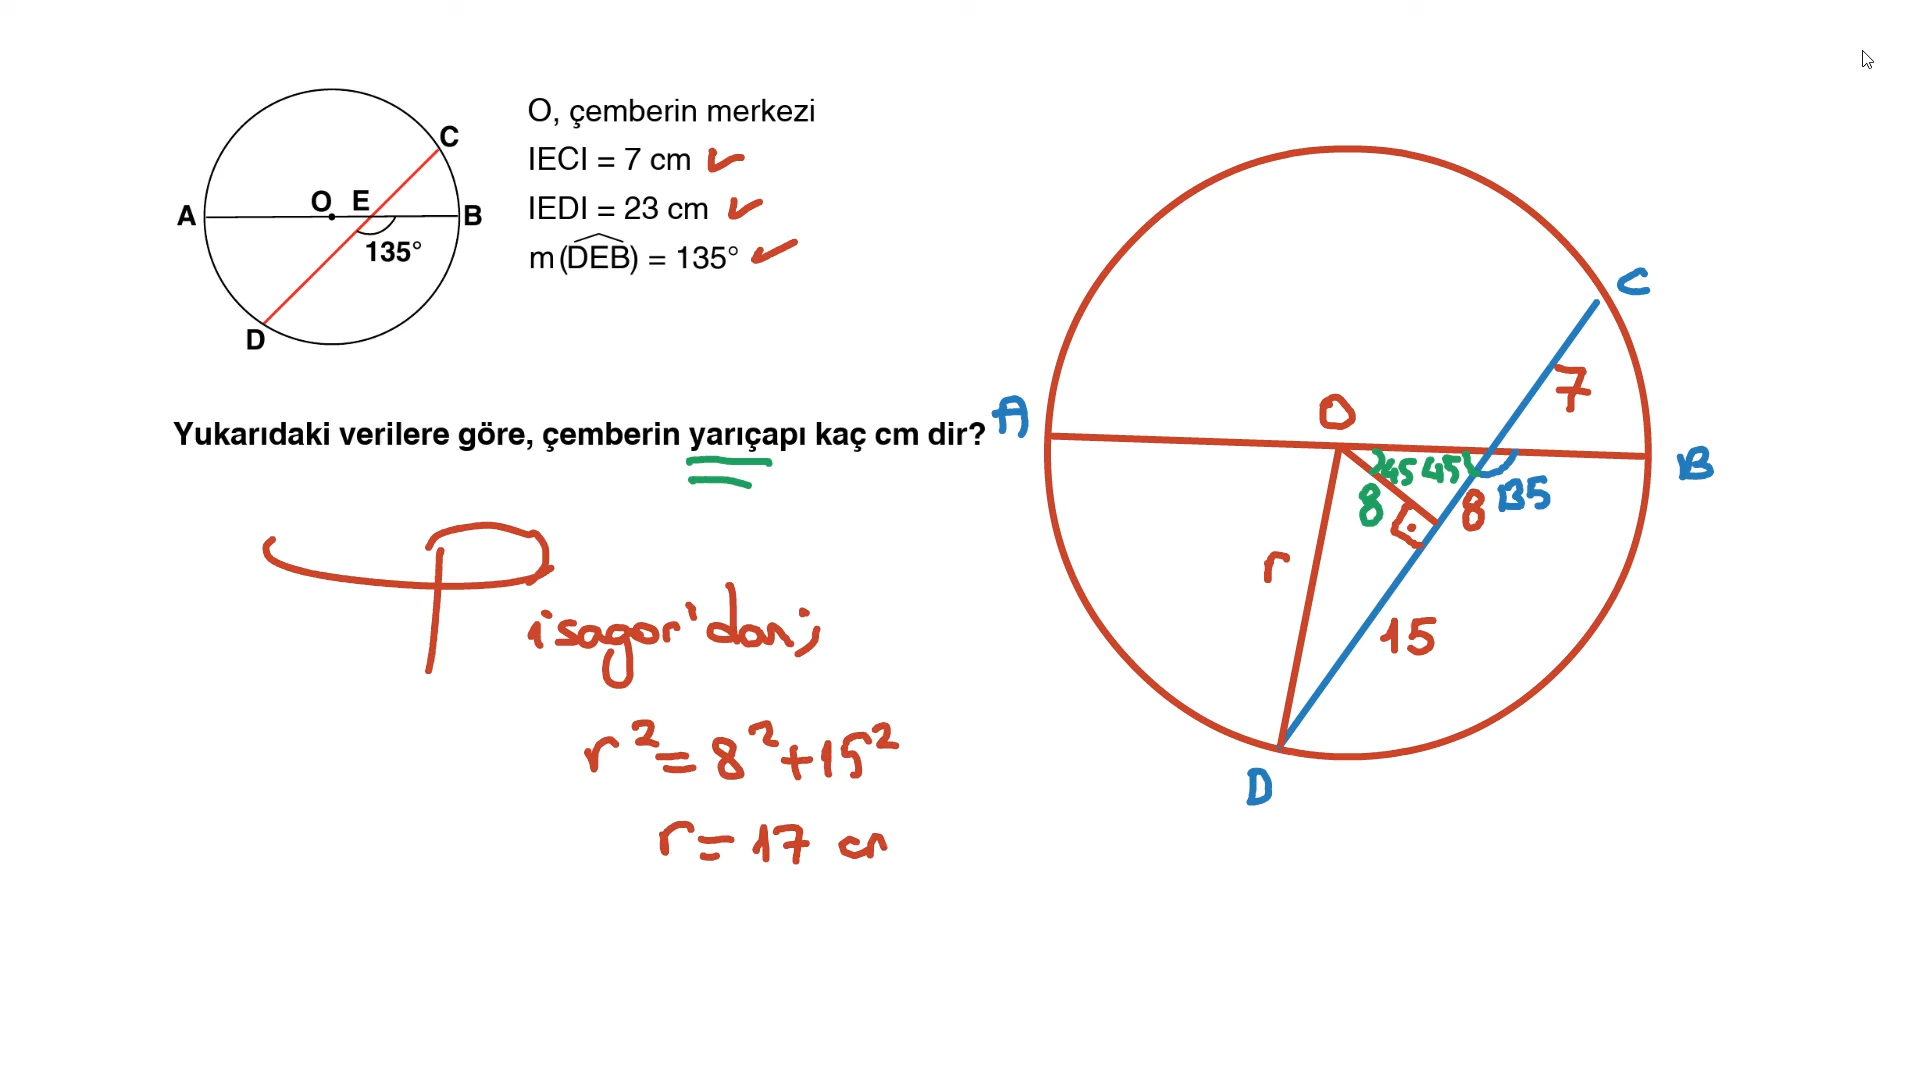 O, çemberin merkezi
IECI = 7 cm
IEDI = 23 cm
m(DEB) = 135°
A
O
E
B
C
D
135°
Yukarıdaki verilere göre, çemberin yarıçapı kaç cm dir?
Pisagor'dan;
r² = 8² + 15²
r = 17 cm
A
O
B
C
D
7
45 45
135
8
8
r
15